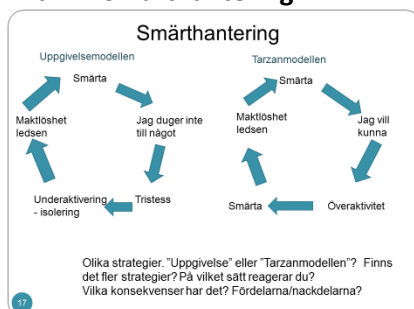 Smärthantering
Uppgivelsemodellen
Smärta
Jag duger inte
till något
Tristess
Underaktivering
- isolering
Maktlöshet
ledsen
Tarzanmodellen
Smärta
Jag vill
kunna
Överaktivitet
Smärta
Maktlöshet
ledsen
Olika strategier. "Uppgivelse" eller "Tarzanmodellen"? Finns
det fler strategier? På vilket sätt reagerar du?
Vilka konsekvenser har det? Fördelarna/nackdelarna?
17